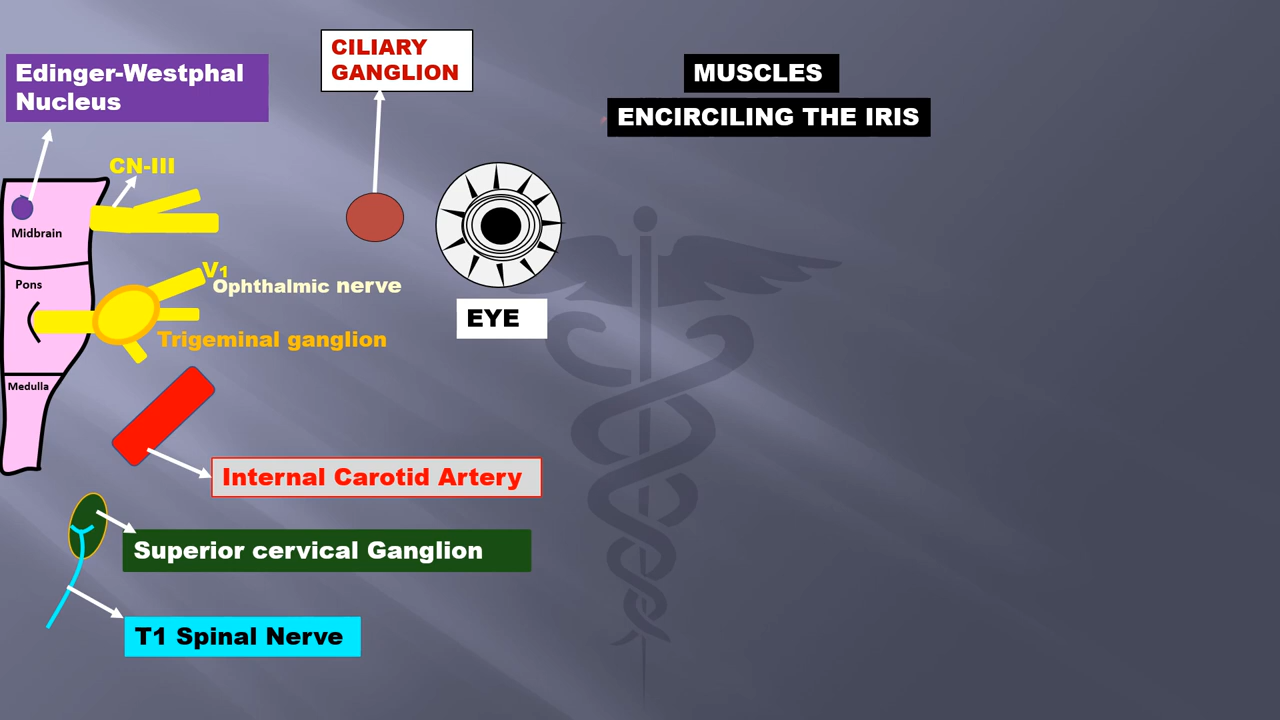 CILIARY
GANGLION
Edinger-Westphal
Nucleus
MUSCLES
ENCIRCILING THE IRIS
CN-III
Midbrain
V1
Ophthalmic nerve
Pons
EYE
Trigeminal ganglion
Medulla
Internal Carotid Artery
Superior cervical Ganglion
T1 Spinal Nerve